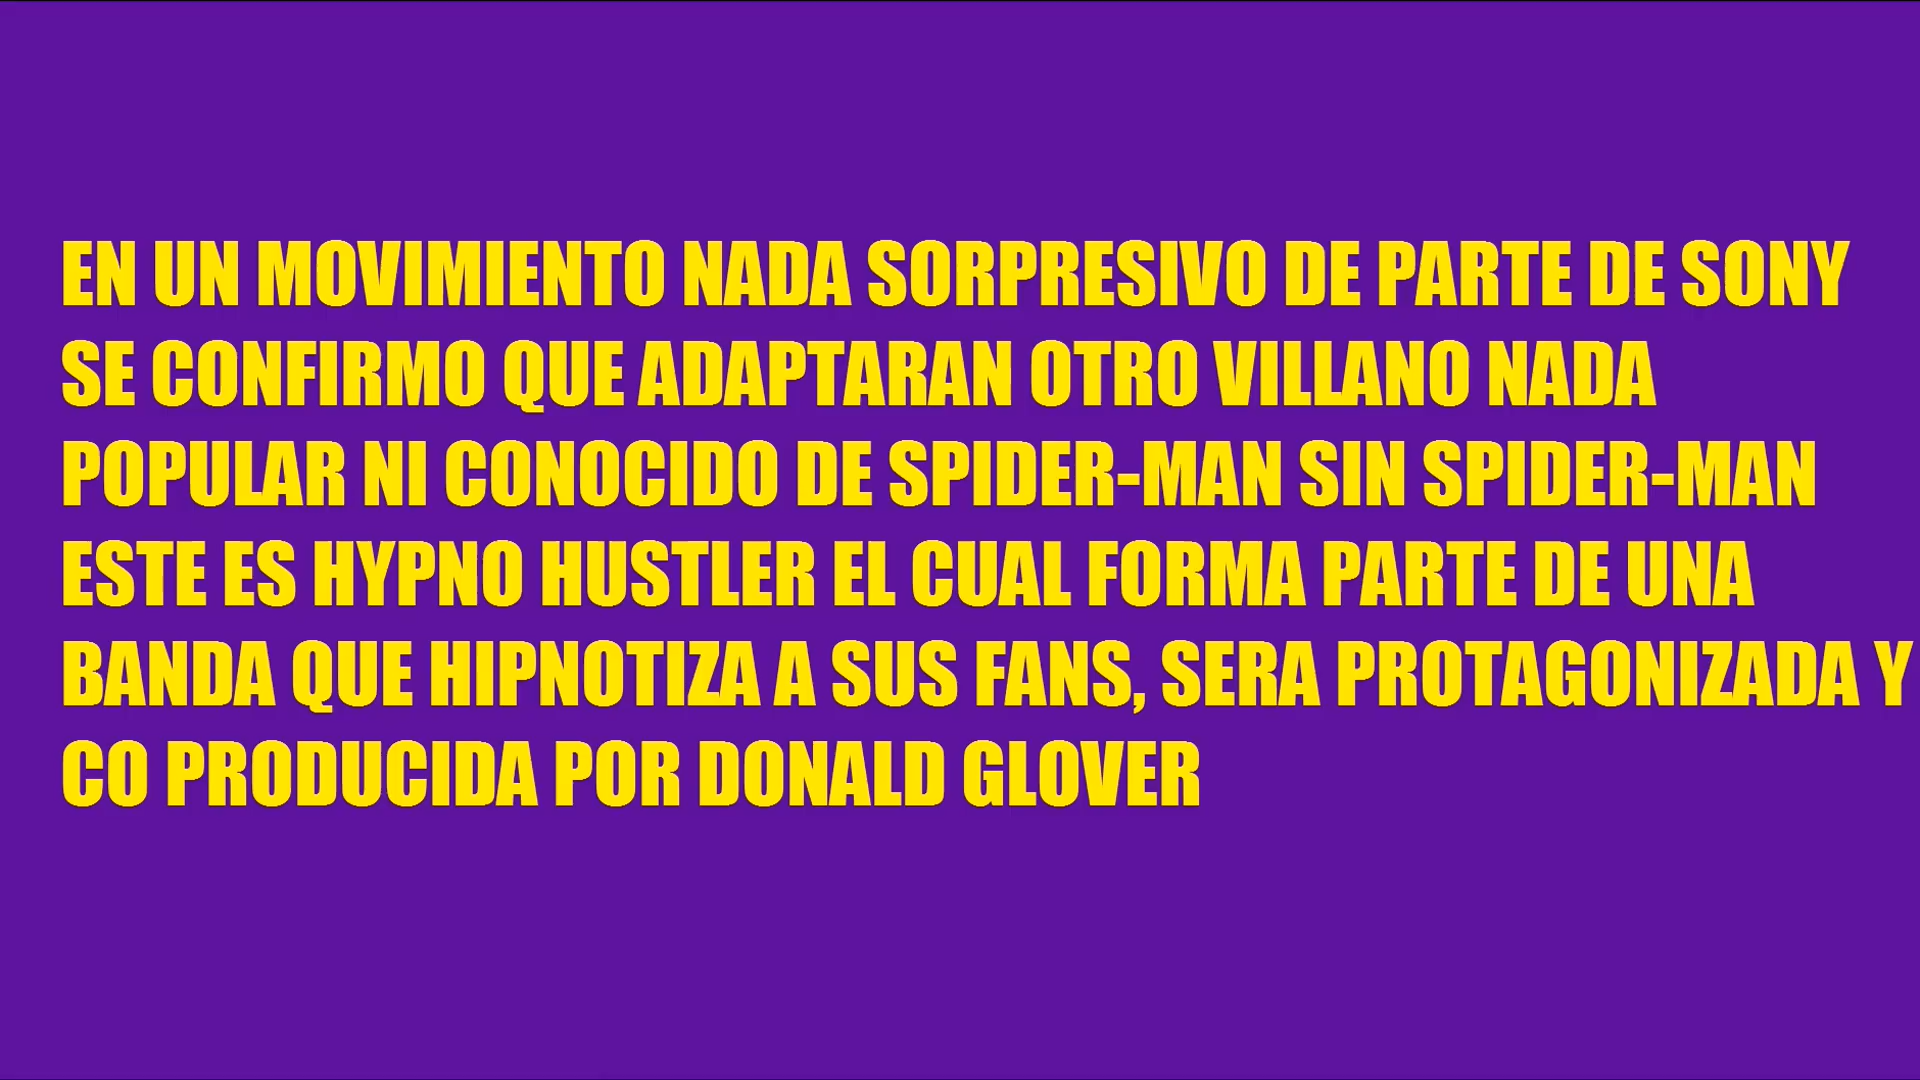 EN UN MOVIMIENTO NADA SORPRESIVO DE PARTE DE SONY
SE CONFIRMO QUE ADAPTARAN OTRO VILLANO NADA
POPULAR NI CONOCIDO DE SPIDER-MAN SIN SPIDER-MAN
ESTE ES HYPNO HUSTLER EL CUAL FORMA PARTE DE UNA
BANDA QUE HIPNOTIZA A SUS FANS, SERA PROTAGONIZADA Y
CO PRODUCIDA POR DONALD GLOVER